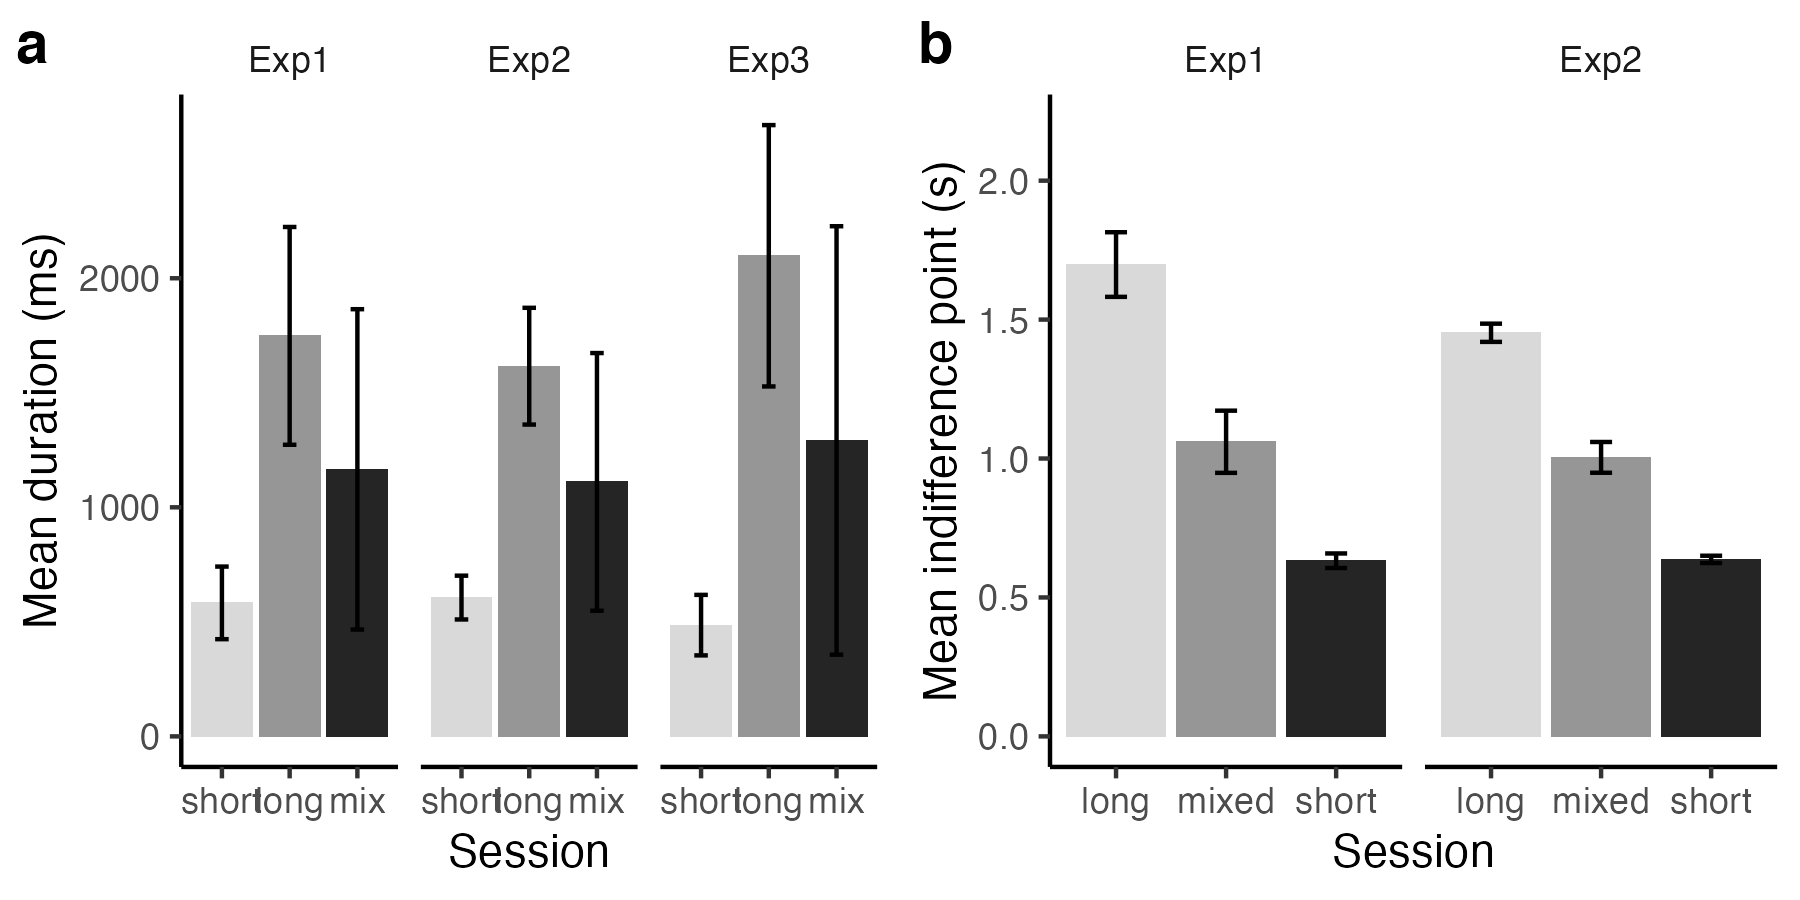 a
Exp1 Exp2 Exp3
Mean duration (ms)
2000
1000
0
short long mix short long mix short long mix
Session
b
Exp1 Exp2
Mean indifference point (s)
2.0
1.5
1.0
0.5
0.0
long mixed short long mixed short
Session